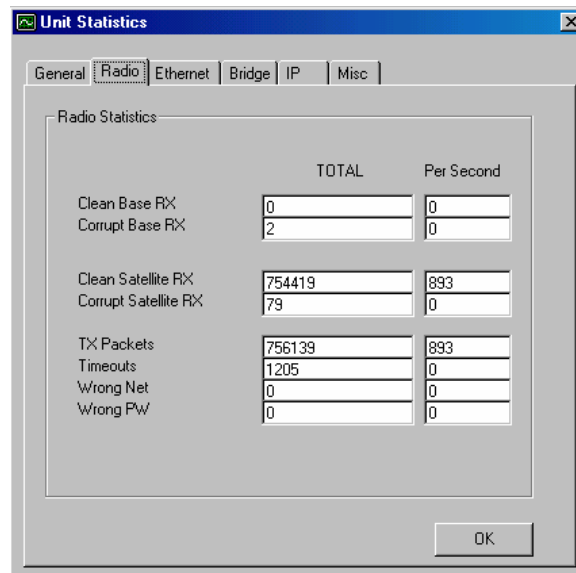 Unit Statistics
General Radio Ethernet Bridge IP Misc
Radio Statistics
TOTAL Per Second
Clean Base RX 0 0
Corrupt Base RX 2 0
Clean Satellite RX 754419 893
Corrupt Satellite RX 79 0
TX Packets 756139 893
Timeouts 1205 0
Wrong Net 0 0
Wrong PW 0 0
OK